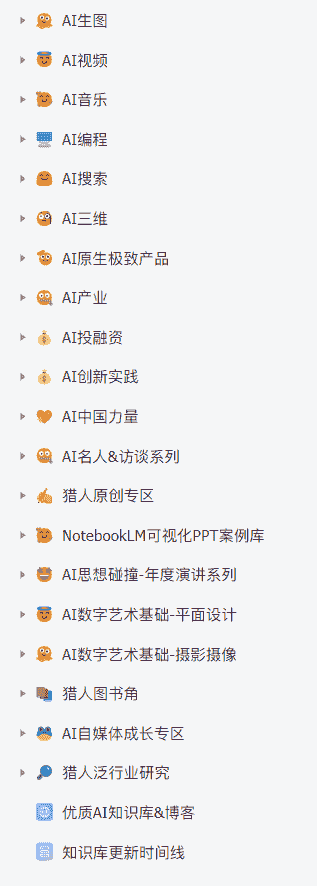 AI生图
AI视频
AI音乐
AI编程
AI搜索
AI三维
AI原生极致产品
AI产业
AI投融资
AI创新实践
AI中国力量
AI名人&访谈系列
猎人原创专区
NotebookLM可视化PPT案例库
AI思想碰撞-年度演讲系列
AI数字艺术基础-平面设计
AI数字艺术基础-摄影摄像
猎人图书角
AI自媒体成长专区
猎人泛行业研究
优质AI知识库&博客
知识库更新时间线